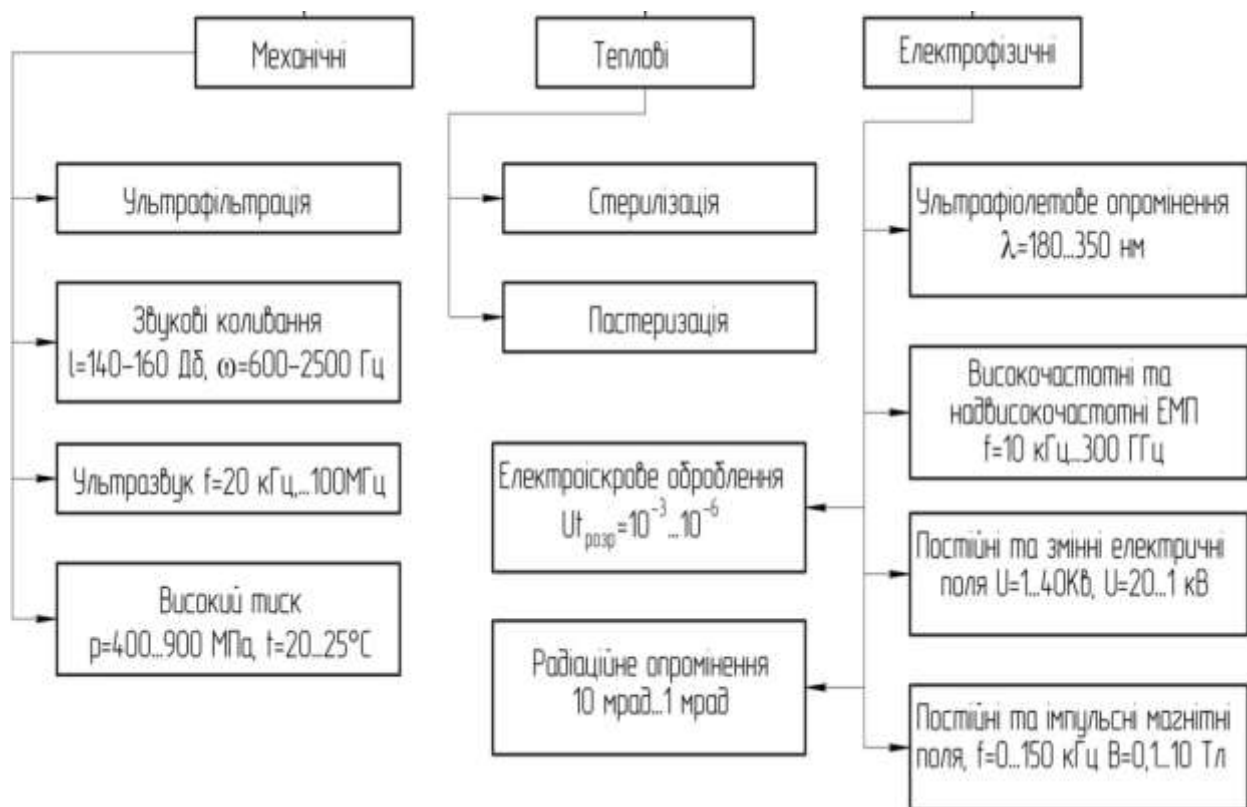 Механічні
Теплові
Електрофізичні
Ультрафільтрація
Звукові коливання
l=140-160 Дб, ω=600-2500 Гц
Ультразвук f=20 кГц,...100МГц
Високий тиск
p=400...900 МПа, t=20...25°С
Стерилізація
Пастеризація
Електроіскрове оброблення
Utрозр=10⁻³...10⁻⁶
Радіаційне опромінення
10 мрад...1 мрад
Ультрафіолетове опромінення
λ=180...350 нм
Височастотні та
надвисокочастотні ЕМП
f=10 кГц...300 ГГц
Постійні та змінні електричні
поля U=1...40Кв, U=20...1 кВ
Постійні та імпульсні магнітні
поля, f=0...150 кГц В=0,1...10 Тл